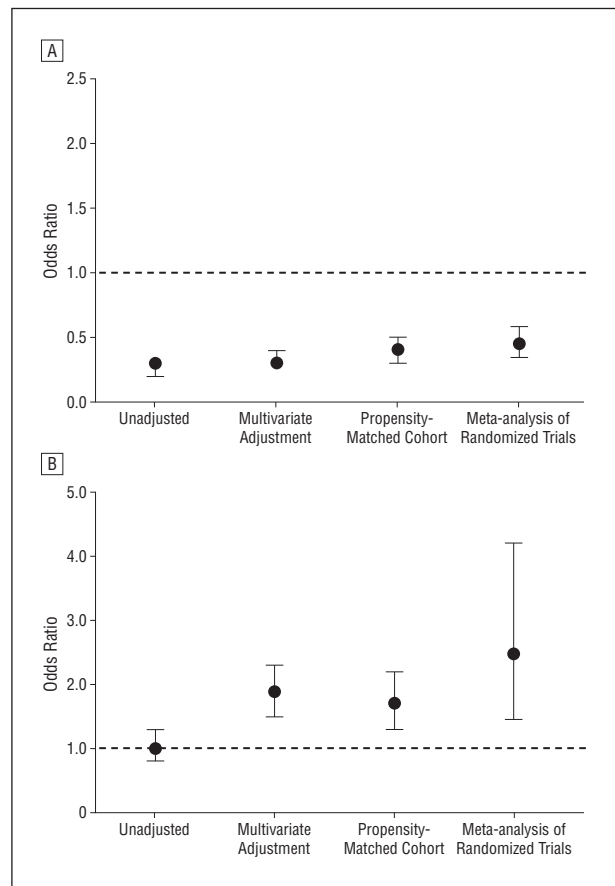 A
2.5
2.0
1.5
1.0
0.5
0.0
Odds Ratio
Unadjusted
Multivariate
Adjustment
Propensity-
Matched Cohort
Meta-analysis of
Randomized Trials
B
5.0
4.0
3.0
2.0
1.0
0
Odds Ratio
Unadjusted
Multivariate
Adjustment
Propensity-
Matched Cohort
Meta-analysis of
Randomized Trials